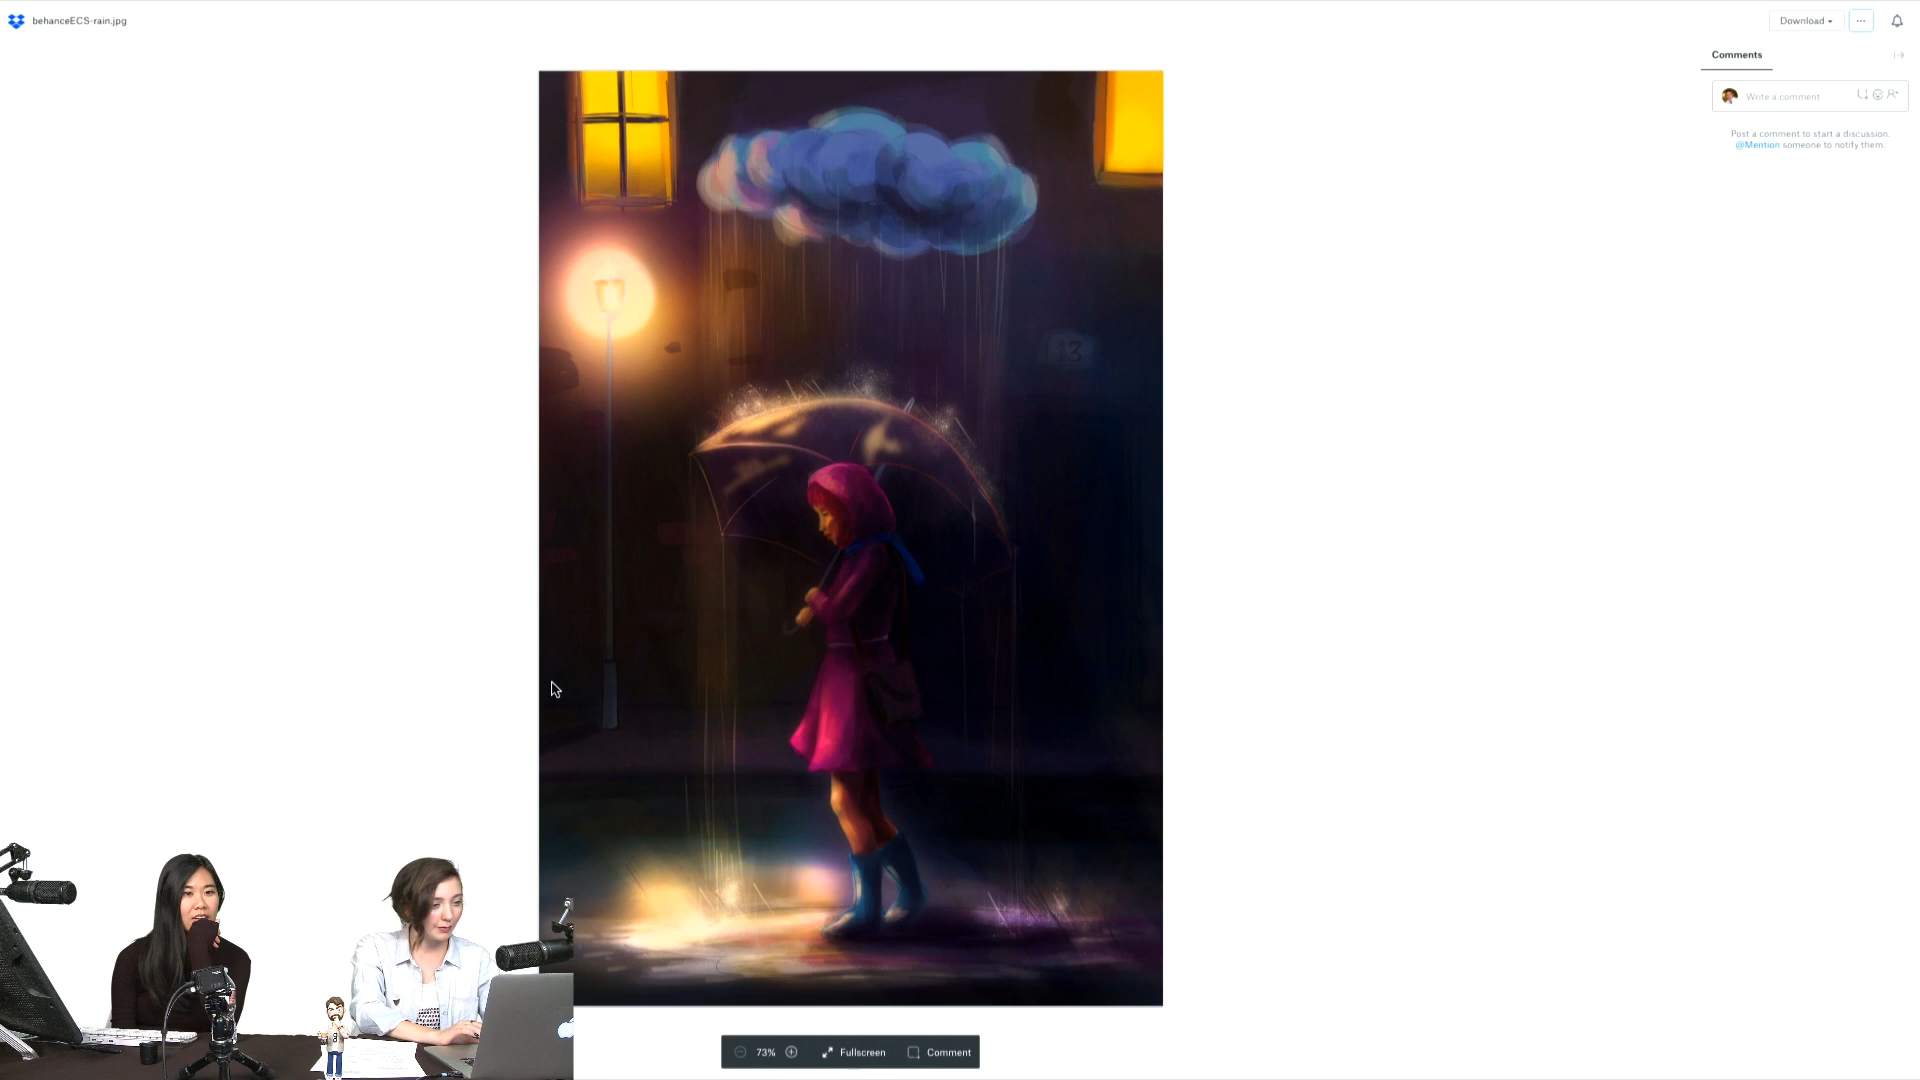 behanceECS-rain.jpg
Download
Comments
Write a comment
Post a comment to start a discussion.
@Mention someone to notify them.
13
73%
Fullscreen
Comment